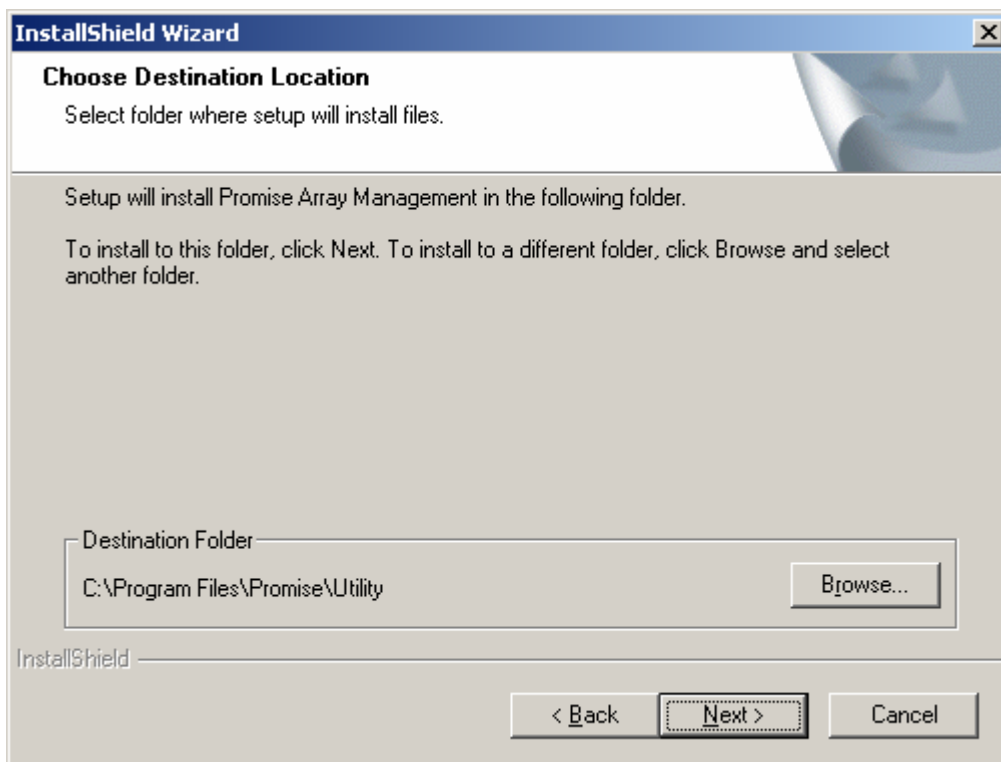 InstallShield Wizard
Choose Destination Location
Select folder where setup will install files.
Setup will install Promise Array Management in the following folder.
To install to this folder, click Next. To install to a different folder, click Browse and select
another folder.
Destination Folder
C:\Program Files\Promise\Utility
Browse...
InstallShield
< Back
Next >
Cancel